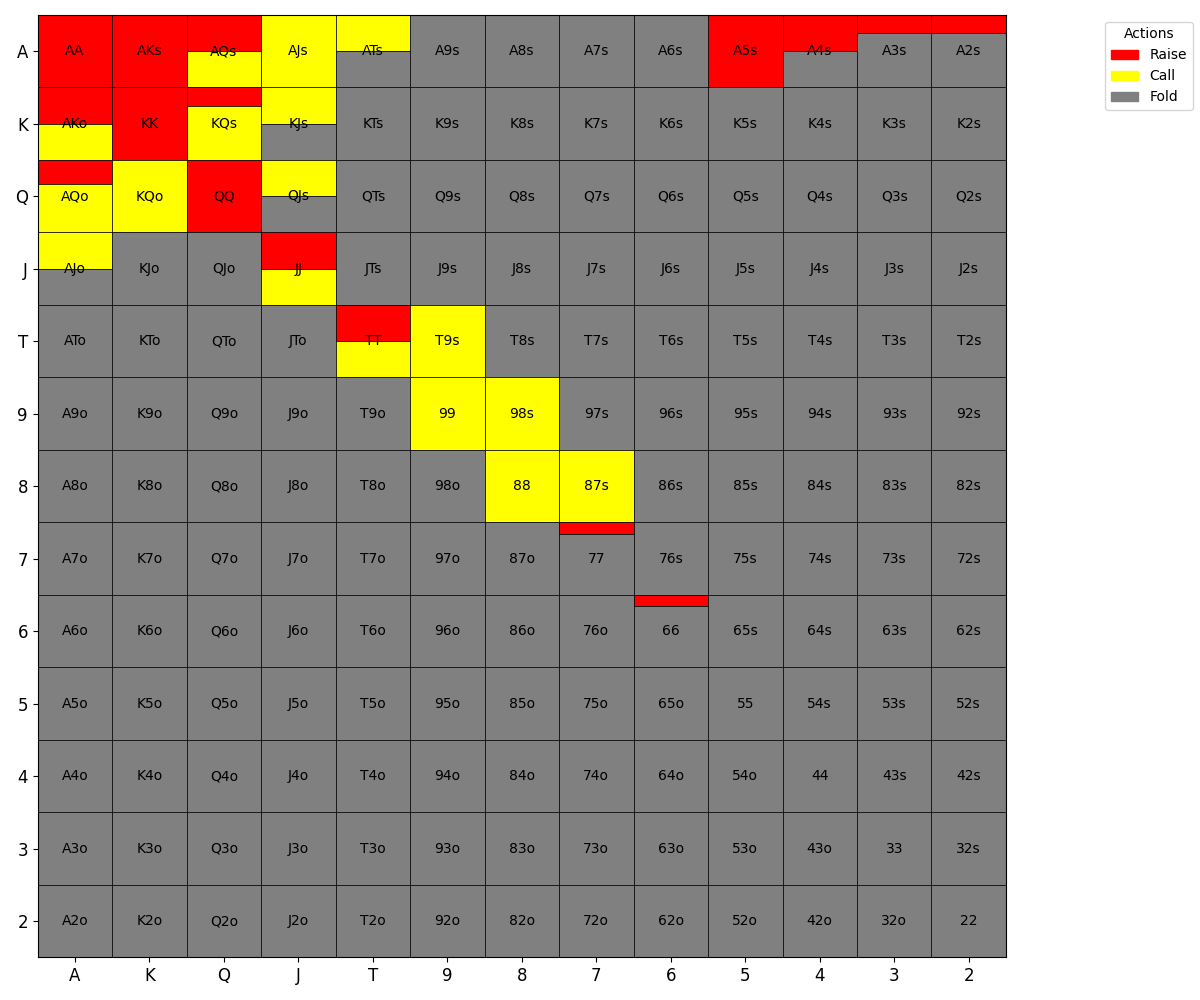 Actions
Raise
Call
Fold
A AA AKs AQs AJs ATs A9s A8s A7s A6s A5s A4s A3s A2s
K AKo KK KQs KJs KTs K9s K8s K7s K6s K5s K4s K3s K2s
Q AQo KQo QQ QJs QTs Q9s Q8s Q7s Q6s Q5s Q4s Q3s Q2s
J AJo KJo QJo JJ JTs J9s J8s J7s J6s J5s J4s J3s J2s
T ATo KTo QTo JTo TT T9s T8s T7s T6s T5s T4s T3s T2s
9 A9o K9o Q9o J9o T9o 99 98s 97s 96s 95s 94s 93s 92s
8 A8o K8o Q8o J8o T8o 98o 88 87s 86s 85s 84s 83s 82s
7 A7o K7o Q7o J7o T7o 97o 87o 77 76s 75s 74s 73s 72s
6 A6o K6o Q6o J6o T6o 96o 86o 76o 66 65s 64s 63s 62s
5 A5o K5o Q5o J5o T5o 95o 85o 75o 65o 55 54s 53s 52s
4 A4o K4o Q4o J4o T4o 94o 84o 74o 64o 54o 44 43s 42s
3 A3o K3o Q3o J3o T3o 93o 83o 73o 63o 53o 43o 33 32s
2 A2o K2o Q2o J2o T2o 92o 82o 72o 62o 52o 42o 32o 22
A K Q J T 9 8 7 6 5 4 3 2